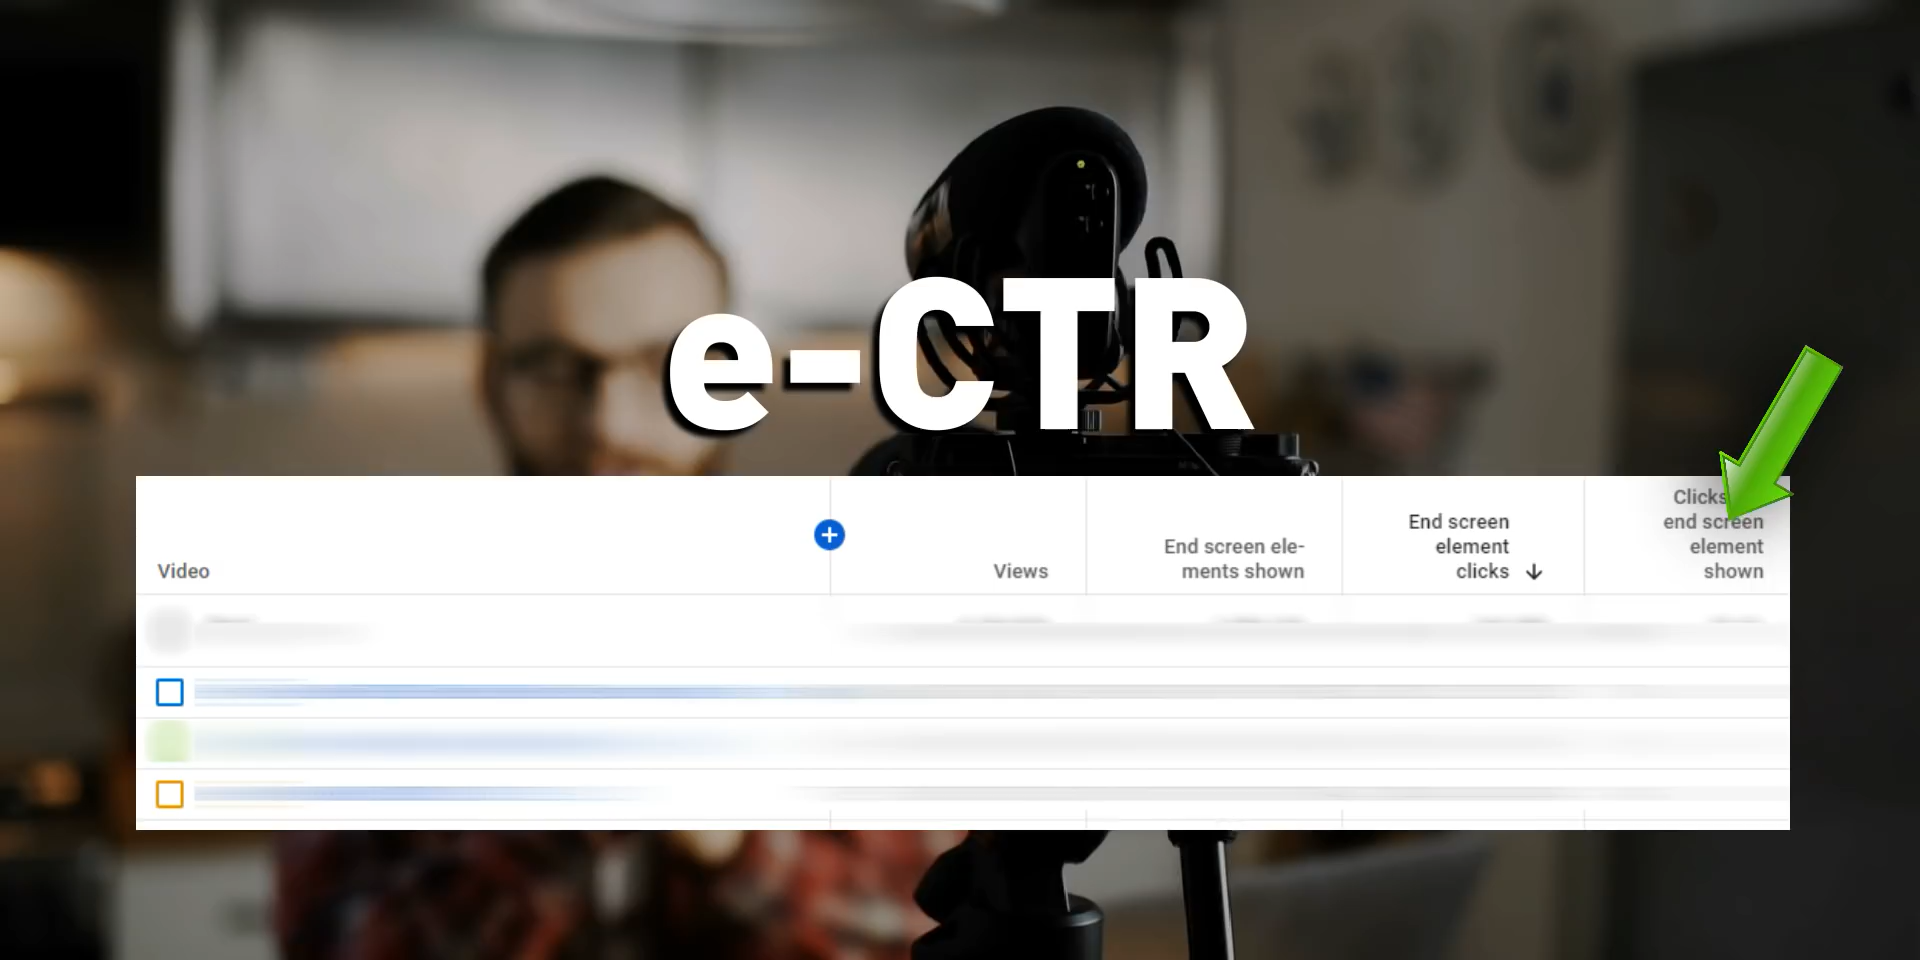 e-CTR
Video
Views
End screen ele-
ments shown
End screen
element
clicks
Clicks
end screen
element
shown